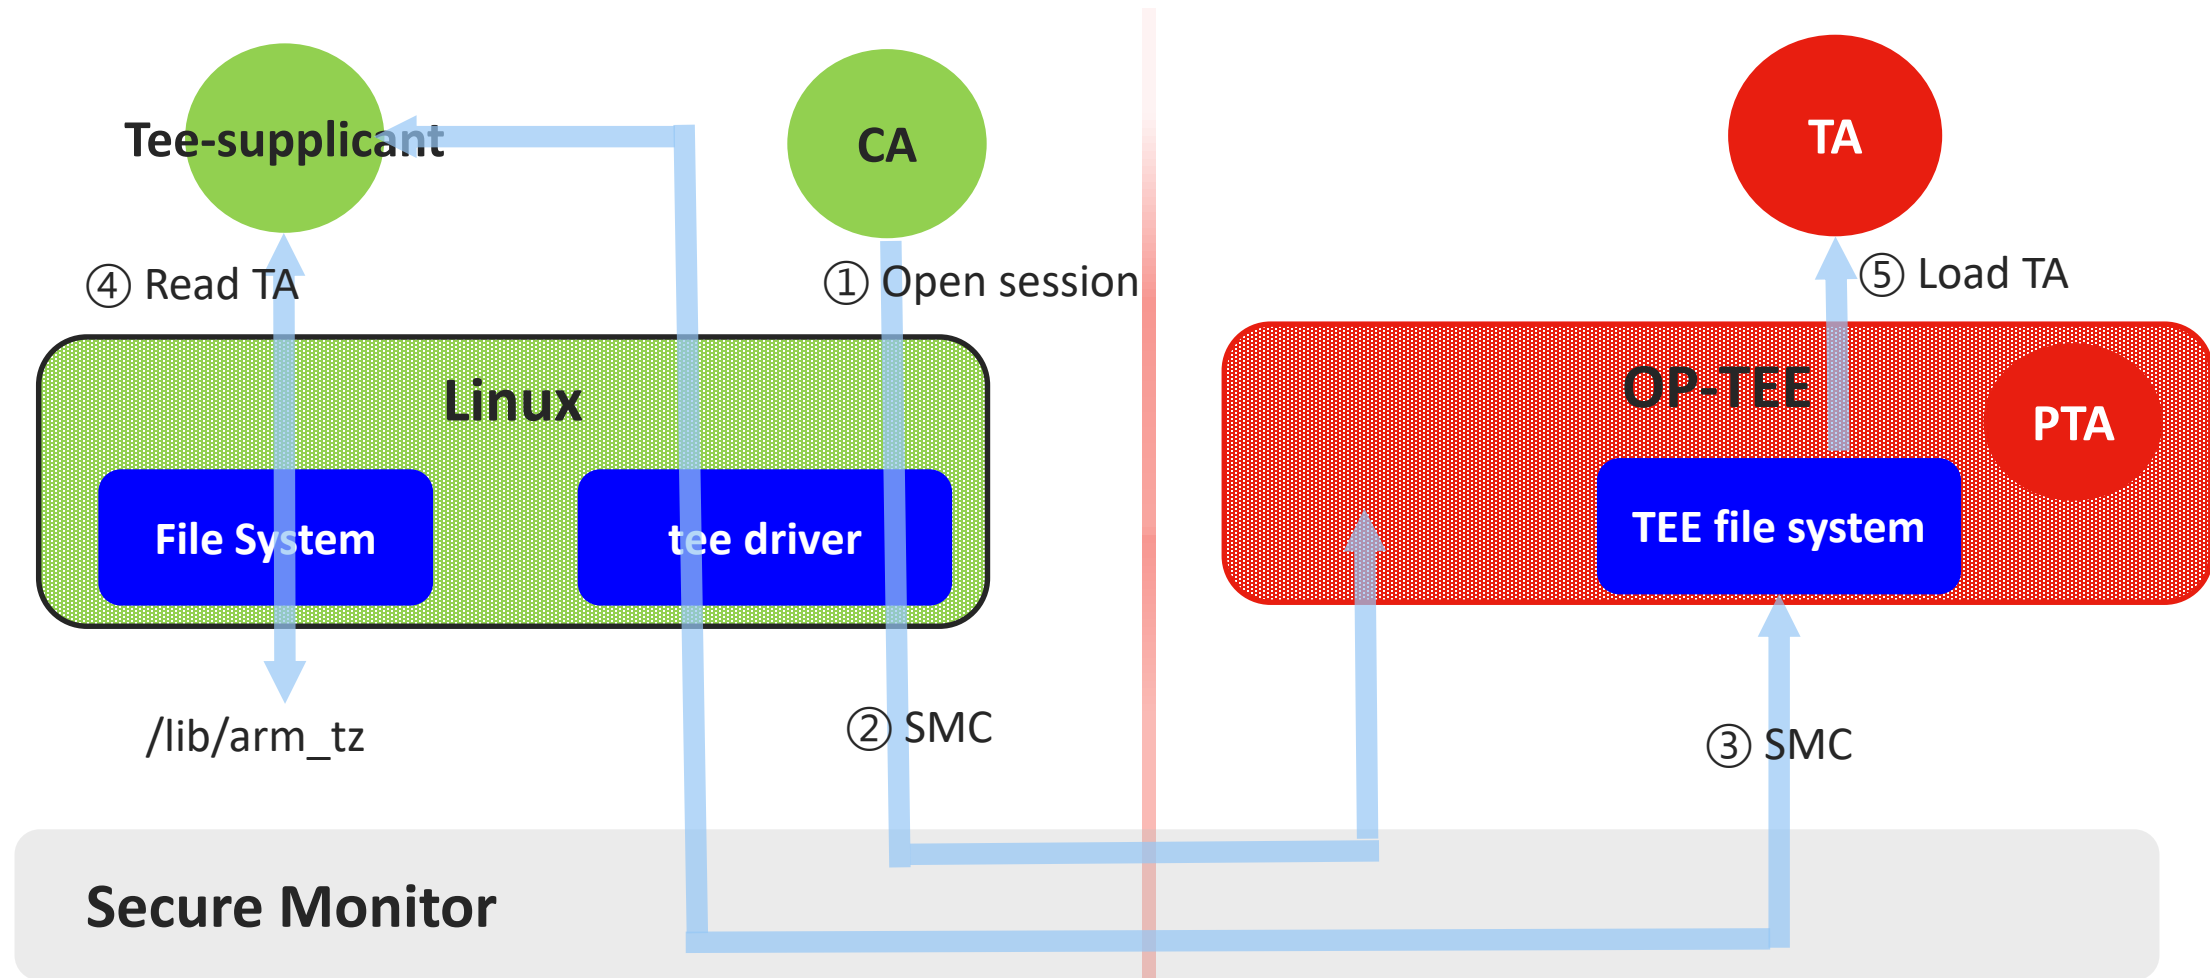 Tee-supplicant
CA
TA
④ Read TA
① Open session
⑤ Load TA
Linux
OP-TEE
PTA
File System
tee driver
TEE file system
/lib/arm_tz
② SMC
③ SMC
Secure Monitor